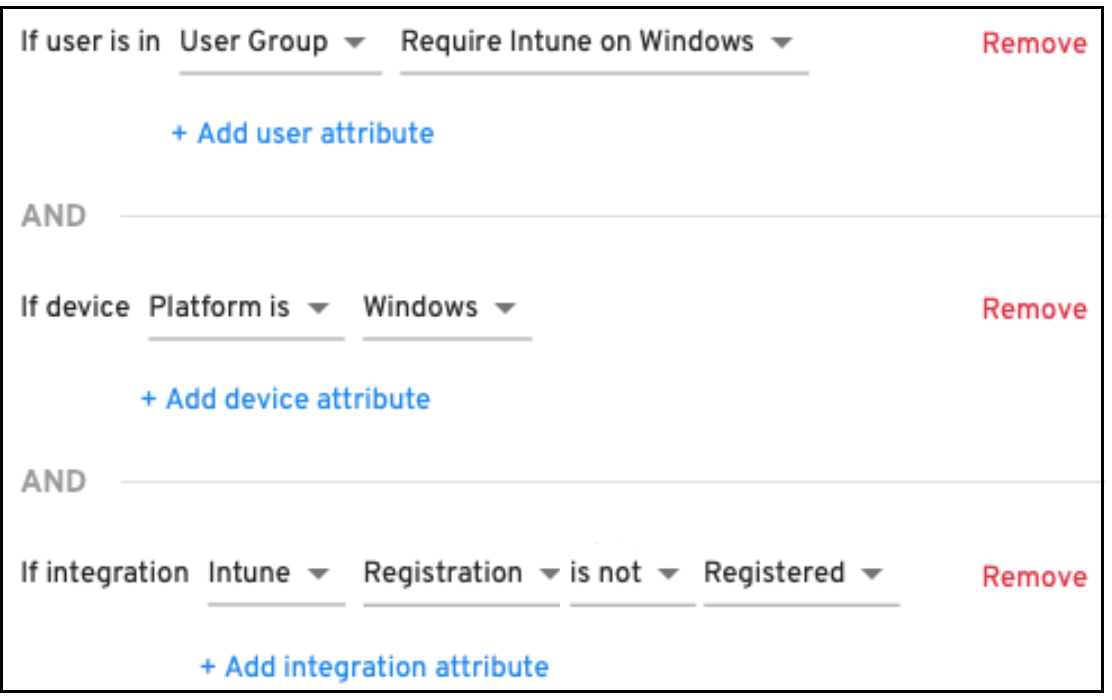 If user is in User Group Require Intune on Windows Remove
+ Add user attribute
AND
If device Platform is Windows Remove
+ Add device attribute
AND
If integration Intune Registration is not Registered Remove
+ Add integration attribute